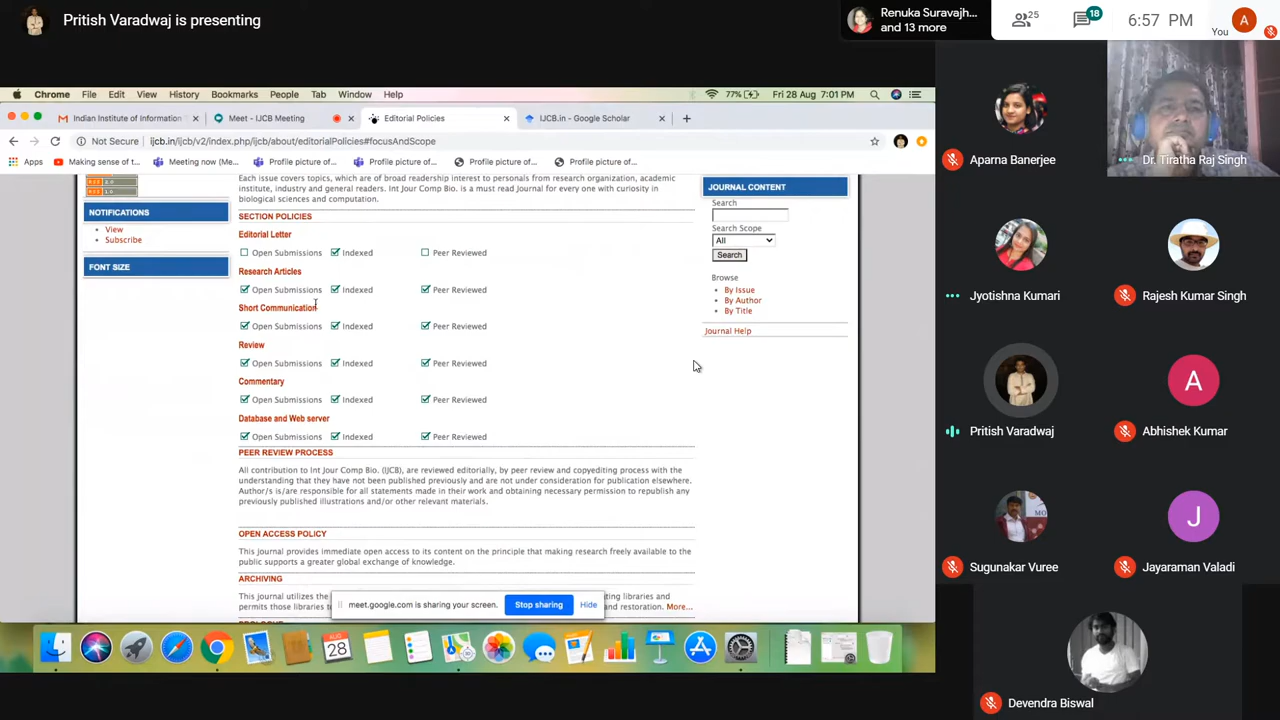 Pritish Varadwaj is presenting
Renuka Suravajh...
and 13 more
25
18
6:57 PM
You
A
Chrome File Edit View History Bookmarks People Tab Window Help
77% Fri 28 Aug 7:01 PM
Indian Institute of Information
Meet - IJCB Meeting
Editorial Policies
IJCB.in - Google Scholar
Not Secure ijcb.in/ijcb/v2/index.php/ijcb/about/editorialPolicies#focusAndScope
Apps
Making sense of t...
Meeting now (Me...
Profile picture of...
Profile picture of...
Profile picture of...
Profile picture of...
NOTIFICATIONS
View
Subscribe
FONT SIZE
Each issue covers topics, which are of broad readership interest to personals from research organization, academic
institute, industry and general readers. Int Jour Comp Bio. is a must read Journal for every one with curiosity in
biological sciences and computation.
SECTION POLICIES
Editorial Letter
Open Submissions Indexed Peer Reviewed
Research Articles
Open Submissions Indexed Peer Reviewed
Short Communication
Open Submissions Indexed Peer Reviewed
Review
Open Submissions Indexed Peer Reviewed
Commentary
Open Submissions Indexed Peer Reviewed
Database and Web server
Open Submissions Indexed Peer Reviewed
PEER REVIEW PROCESS
All contribution to Int Jour Comp Bio. (IJCB), are reviewed editorially, by peer review and copyediting process with the
understanding that they have not been published previously and are not under consideration for publication elsewhere.
Author/s is/are responsible for all statements made in their work and obtaining necessary permission to republish any
previously published illustrations and/or other relevant materials.
OPEN ACCESS POLICY
This journal provides immediate open access to its content on the principle that making research freely available to the
public supports a greater global exchange of knowledge.
ARCHIVING
This journal utilizes the
ting libraries and
permits those libraries to
and restoration. More...
meet.google.com is sharing your screen.
Stop sharing
Hide
JOURNAL CONTENT
Search
Search Scope
All
Search
Browse
By Issue
By Author
By Title
Journal Help
AUG
28
Aparna Banerjee
Dr. Tiratha Raj Singh
Jyotishna Kumari
Rajesh Kumar Singh
Pritish Varadwaj
A
Abhishek Kumar
MO
Sugunakar Vuree
J
Jayaraman Valadi
Devendra Biswal